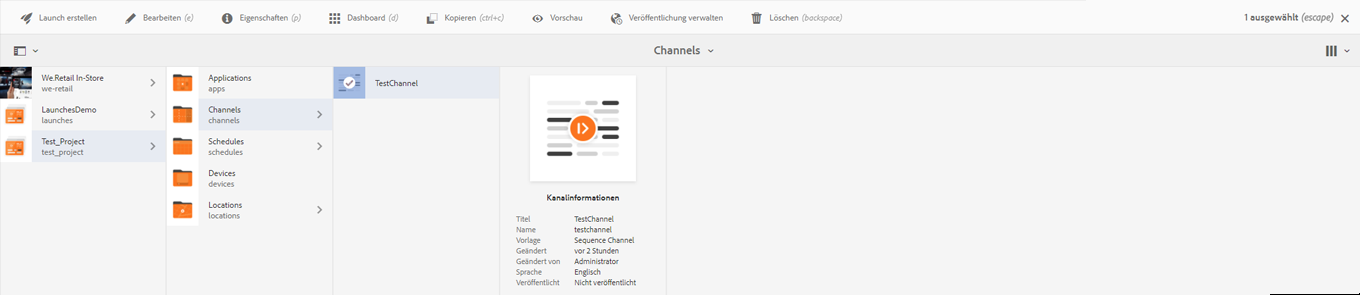 Launch erstellen Bearbeiten (e) Eigenschaften (p) Dashboard (d) Kopieren (ctrl+c) Vorschau Veröffentlichung verwalten Löschen (backspace) 1 ausgewählt (escape)
Channels
We.Retail In-Store
we-retail
LaunchesDemo
launches
Test_Project
test_project
Applications
apps
Channels
channels
Schedules
schedules
Devices
devices
Locations
locations
TestChannel
Kanalinformationen
Titel TestChannel
Name testchannel
Vorlage Sequence Channel
Geändert vor 2 Stunden
Geändert von Administrator
Sprache Englisch
Veröffentlicht Nicht veröffentlicht